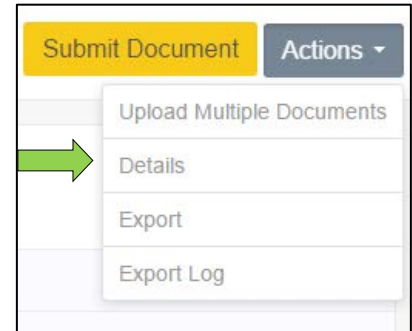 Submit Document Actions
Upload Multiple Documents
Details
Export
Export Log